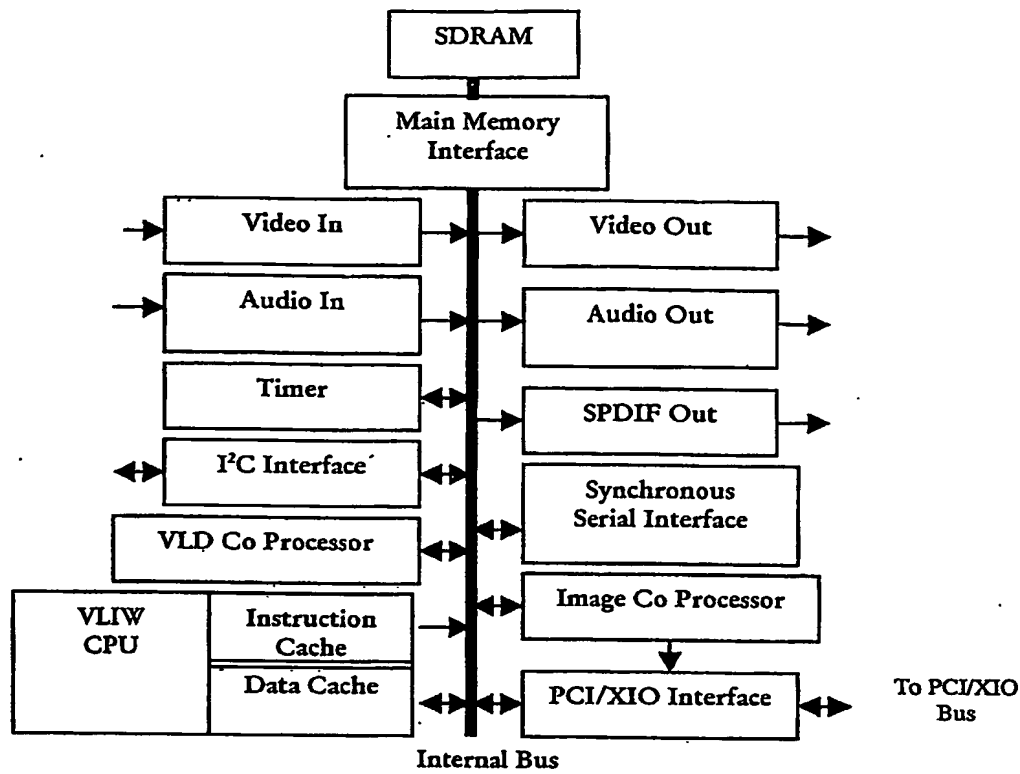 SDRAM
Main Memory
Interface
Video In
Video Out
Audio In
Audio Out
Timer
SPDIF Out
I²C Interface
Synchronous
Serial Interface
VLD Co Processor
Image Co Processor
VLIW
CPU
Instruction
Cache
Data Cache
PCI/XIO Interface
To PCI/XIO
Bus
Internal Bus